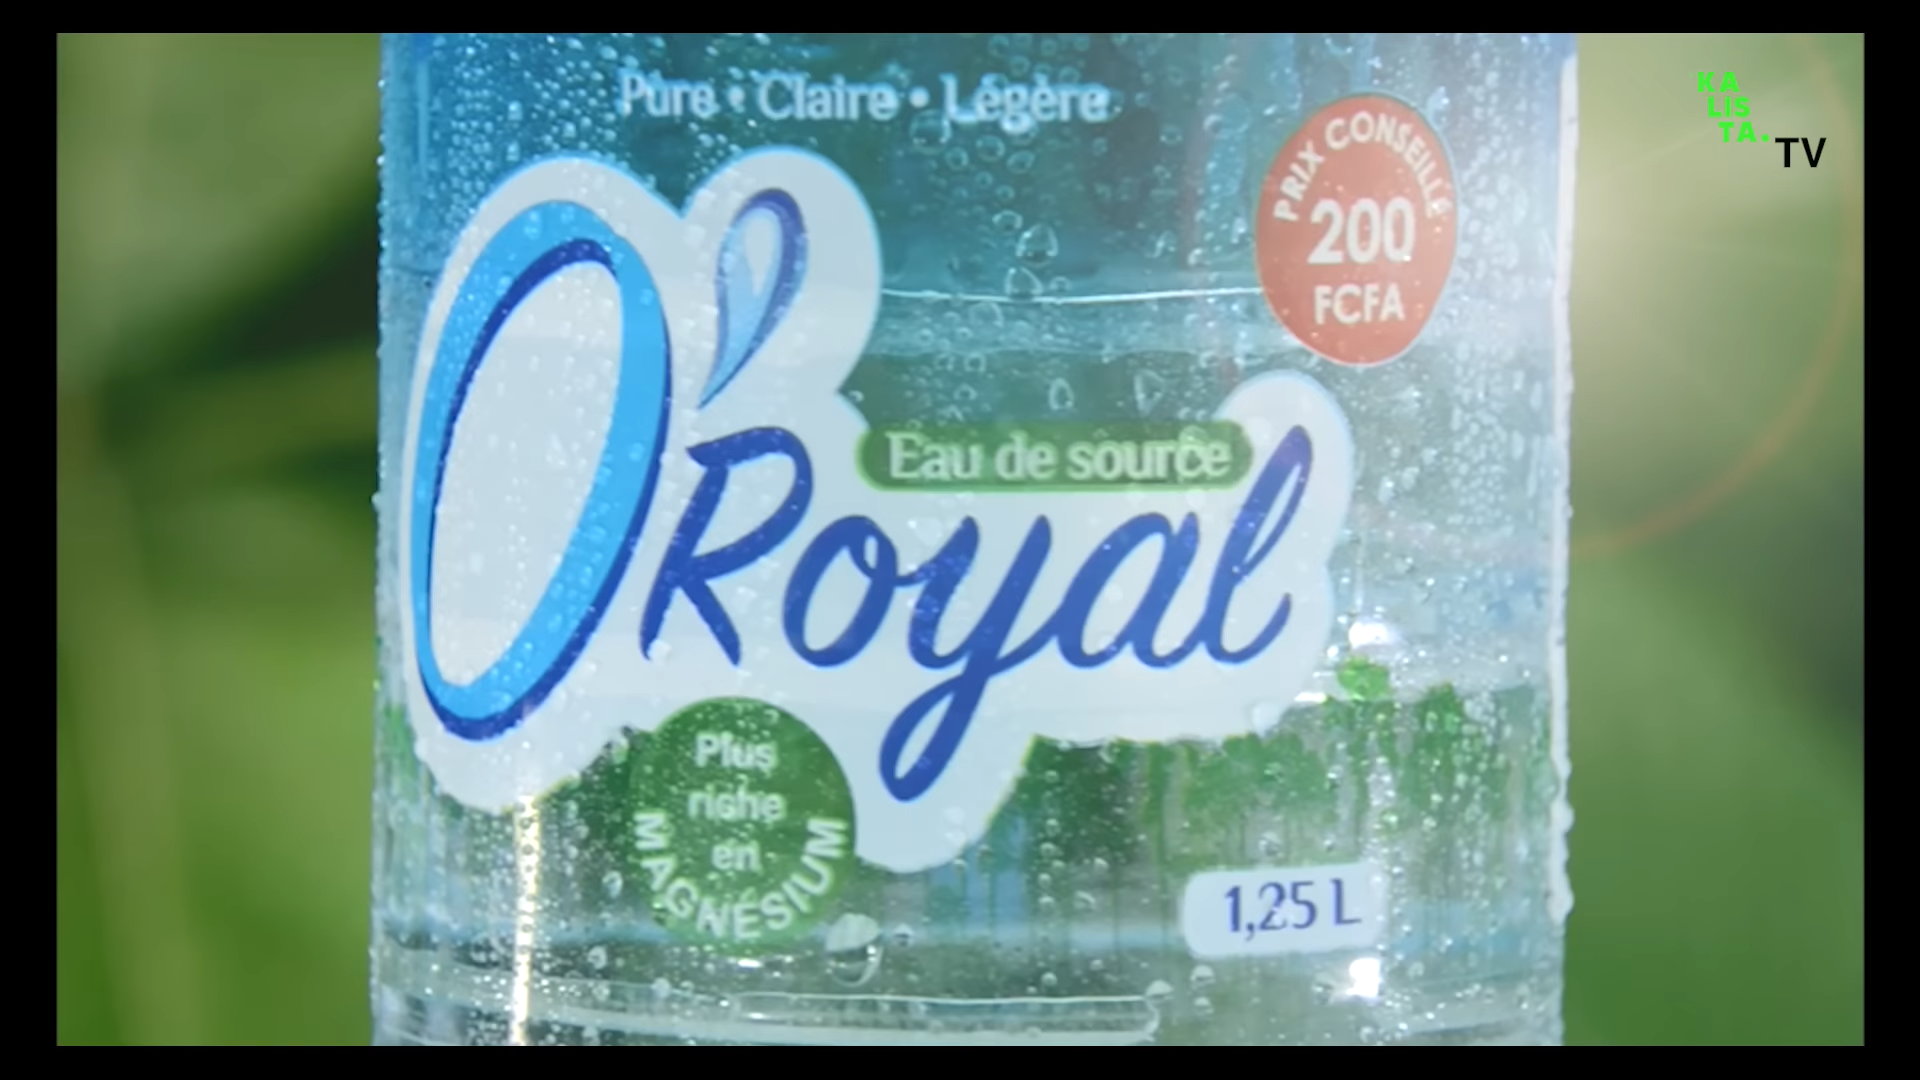 Pure • Claire • Légère
KA
LIS
TA.
TV
PRIX CONSEILLÉ
200
FCFA
O'Royal
Eau de source
Plus
riche
en
MAGNÉSIUM
1,25 L